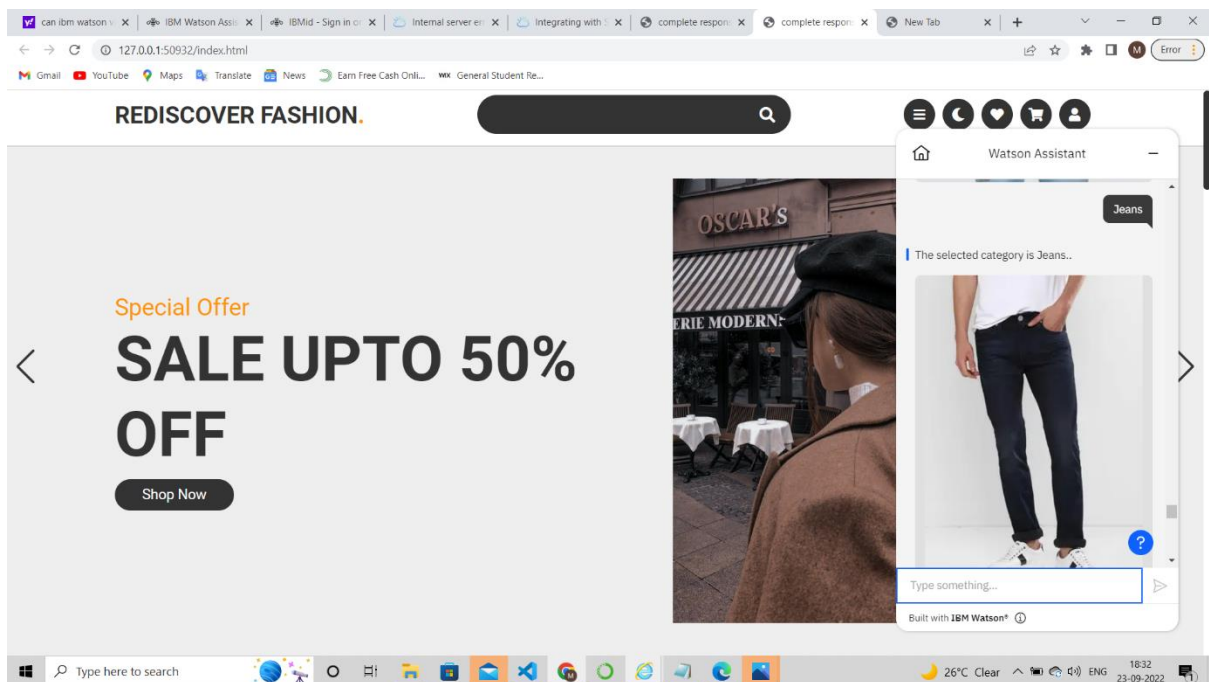 can ibm watson
IBM Watson Assi
IBMid - Sign in or
Internal server err
Integrating with
complete respon
complete respon
New Tab
127.0.0.1:50932/index.html
M
Error
Gmail
YouTube
Maps
Translate
News
Earn Free Cash Onli...
WIX General Student Re...
REDISCOVER FASHION.
Watson Assistant
Jeans
The selected category is Jeans..
OSCAR'S
ERIE MODERN
Special Offer
SALE UPTO 50%
OFF
Shop Now
?
Type something...
Built with IBM Watson®
Type here to search
26°C Clear
ENG
18:32
23-09-2022